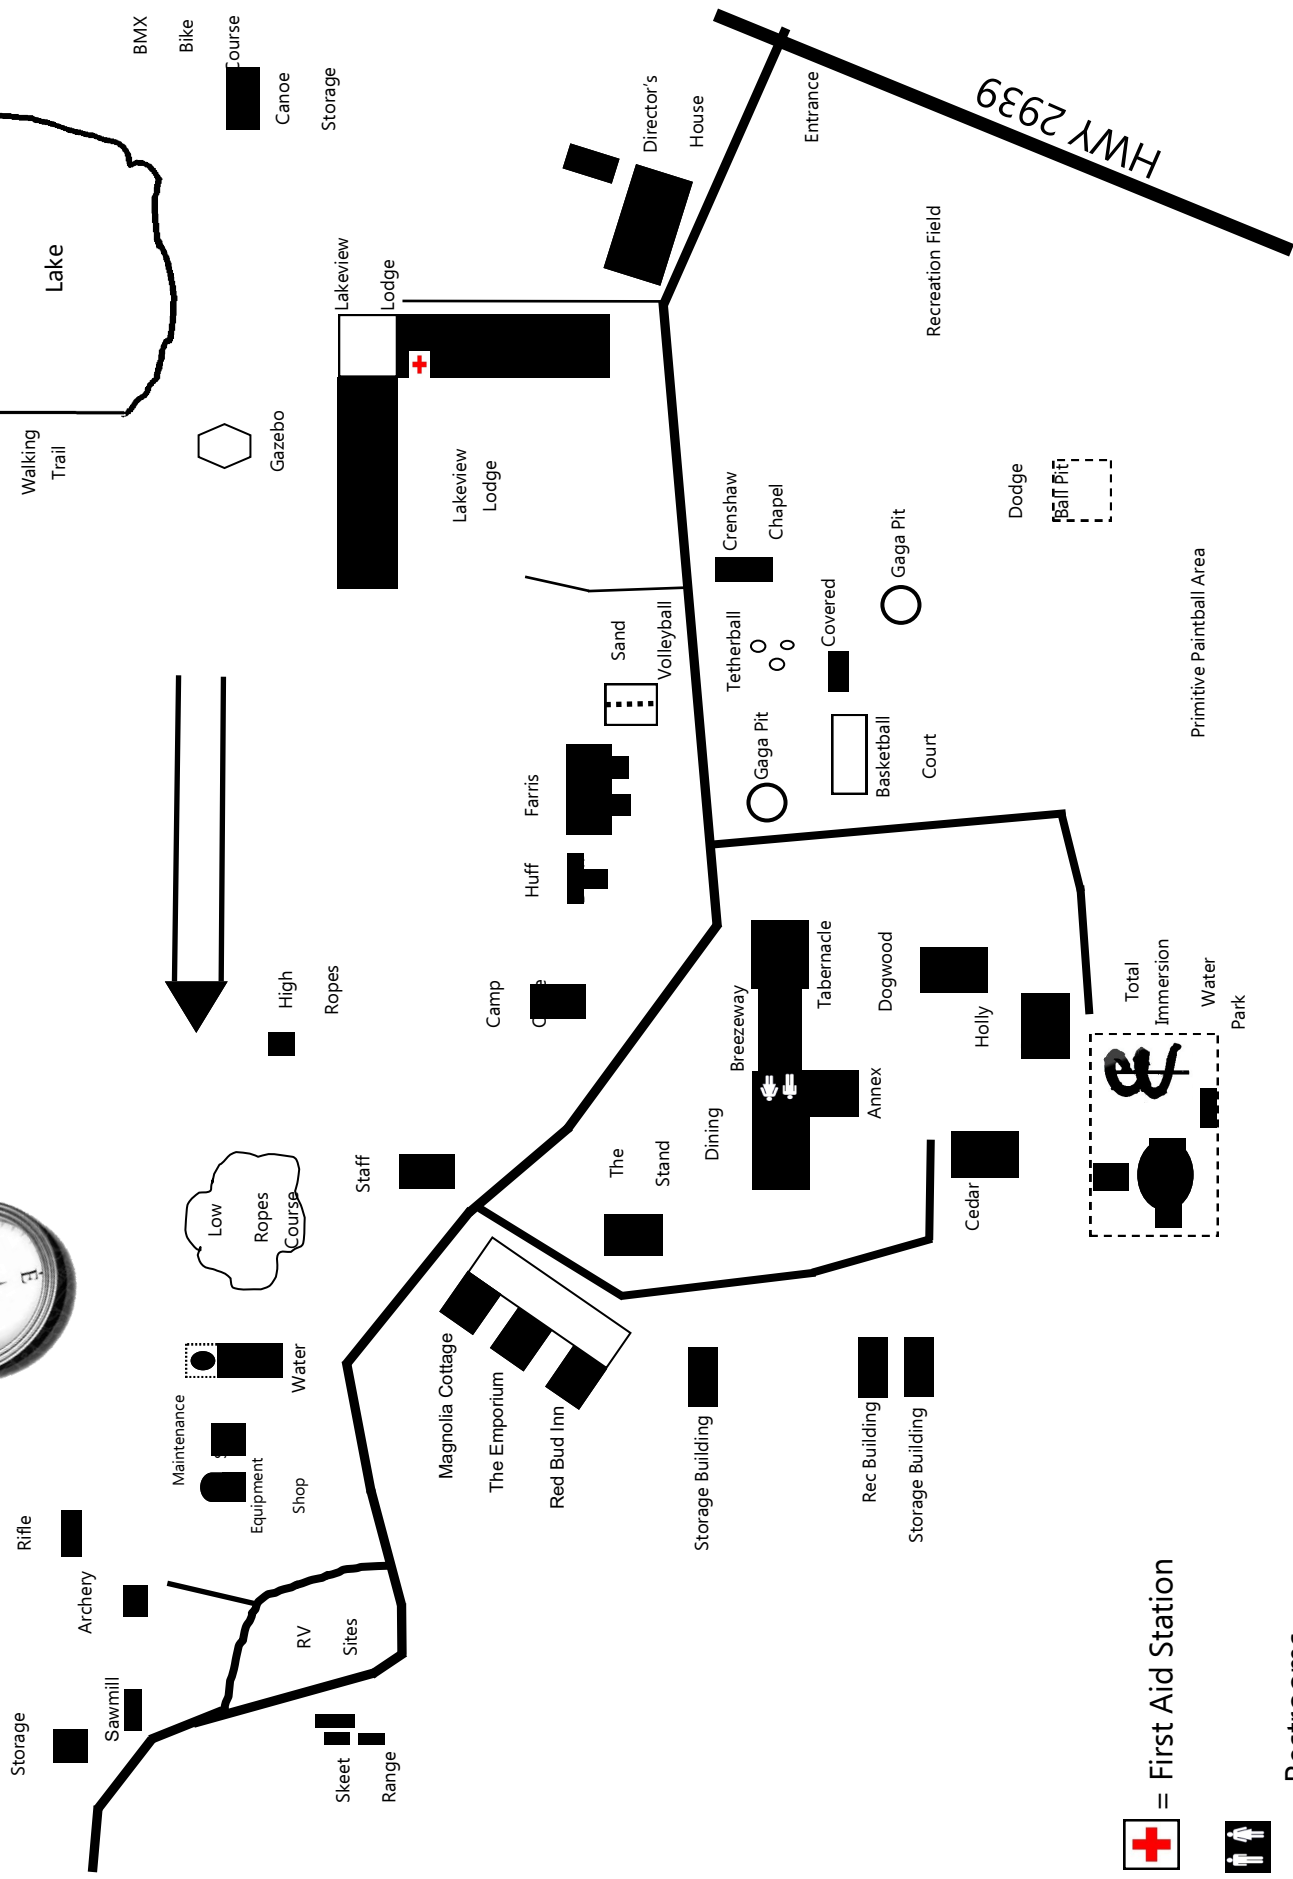 BMX
Bike
Course
Canoe
Storage
Lake
Walking
Trail
Gazebo
Lakeview
Lodge
Lakeview
Lodge
Director's
House
Entrance
HWY 2939
Recreation Field
Dodge
Ball Pit
Crenshaw
Chapel
Gaga Pit
Covered
Tetherball
Sand
Volleyball
Primitive Paintball Area
Gaga Pit
Basketball
Court
Farris
Huff
Camp
High
Ropes
Breezeway
Tabernacle
Dogwood
Holly
Total
Immersion
Water
Park
Annex
Dining
The
Stand
Cedar
Staff
Low
Ropes
Course
E
Water
Maintenance
Equipment
Shop
Magnolia Cottage
The Emporium
Red Bud Inn
Storage Building
Rec Building
Storage Building
Rifle
Archery
Sawmill
Storage
RV
Sites
Skeet
Range
= First Aid Station